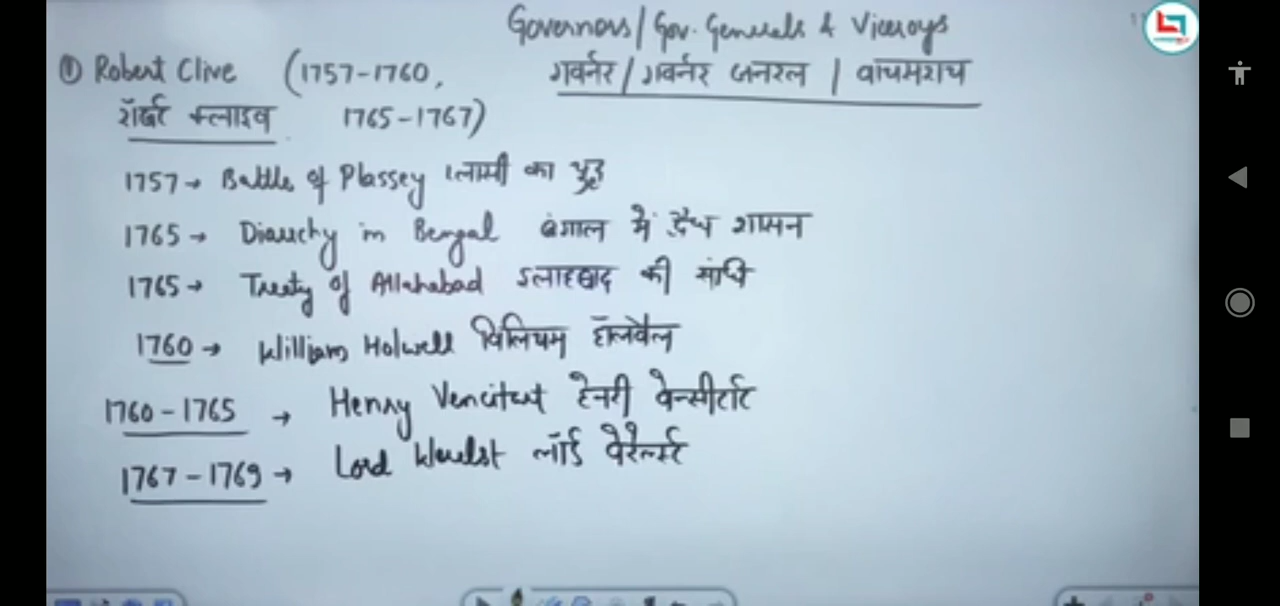 Governors/Gov. Generals & Viceroys
गवर्नर/गवर्नर जनरल / वायसराय
① Robert Clive (1757-1760,
रॉबर्ट क्लाइव 1765-1767)
1757→ Battle of Plassey प्लासी का युद्ध
1765→ Diarchy in Bengal बंगाल में द्वैध शासन
1765→ Treaty of Allahabad इलाहाबाद की संधि
1760→ William Holwell विलियम हॉलवैल
1760-1765 → Henry Vencitart हेनरी वेन्सीर्टाट
1767-1769→ Lord लॉर्ड वेरेल्स्ट